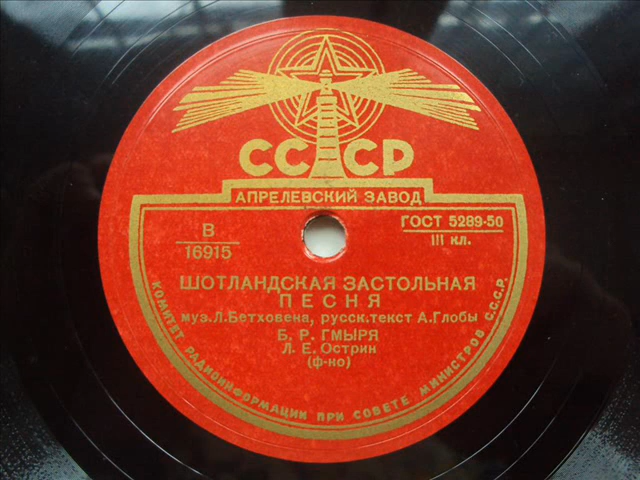 СССР
АПРЕЛЕВСКИЙ ЗАВОД
В
16915
ГОСТ 5289-50
III кл.
ШОТЛАНДСКАЯ ЗАСТОЛЬНАЯ
ПЕСНЯ
муз.Л.Бетховена, русск.текст А.Глобы
Б. Р. ГМЫРЯ
Л. Е. Острин
(ф-но)
КОМИТЕТ РАДИОИНФОРМАЦИИ ПРИ СОВЕТЕ МИНИСТРОВ С.С.С.Р.